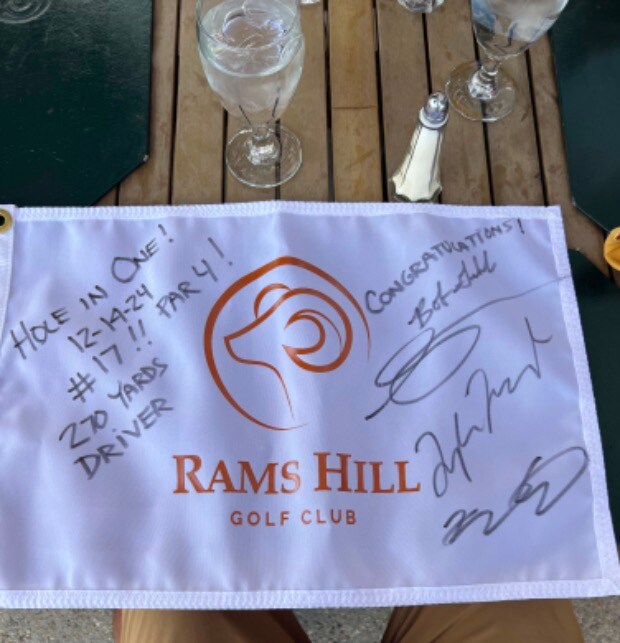 HOLE IN ONE!
12-14-24
#17!! PAR 4!
270 YARDS
DRIVER
CONGRATULATIONS!
RAMS HILL
GOLF CLUB